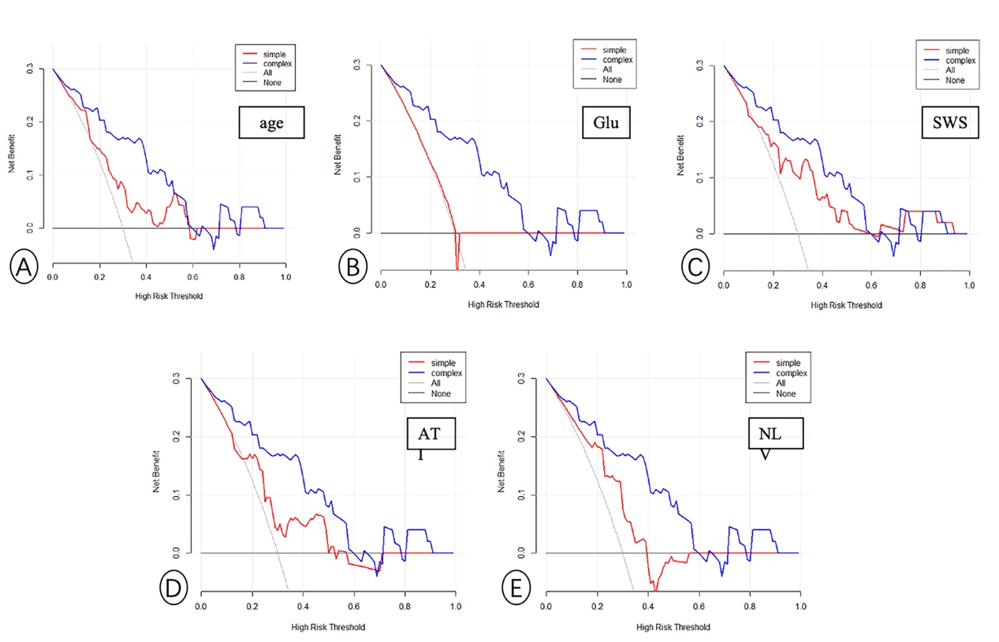 simple
complex
All
None
age
Net Benefit
0.3
0.2
0.1
0.0
0.0 0.2 0.4 0.6 0.8 1.0
High Risk Threshold
A
simple
complex
All
None
Glu
Net Benefit
0.3
0.2
0.1
0.0
0.0 0.2 0.4 0.6 0.8 1.0
High Risk Threshold
B
simple
complex
All
None
SWS
Net Benefit
0.3
0.2
0.1
0.0
0.0 0.2 0.4 0.6 0.8 1.0
High Risk Threshold
C
simple
complex
All
None
AT
I
Net Benefit
0.3
0.2
0.1
0.0
0.0 0.2 0.4 0.6 0.8 1.0
High Risk Threshold
D
simple
complex
All
None
NL
V
Net Benefit
0.3
0.2
0.1
0.0
0.0 0.2 0.4 0.6 0.8 1.0
High Risk Threshold
E